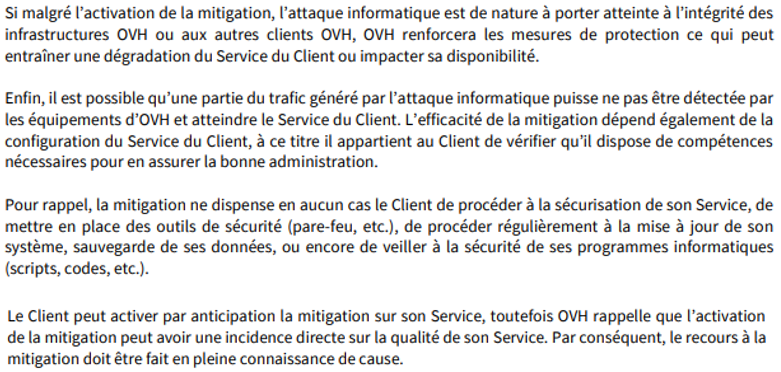 Si malgré l’activation de la mitigation, l’attaque informatique est de nature à porter atteinte à l’intégrité des
infrastructures OVH ou aux autres clients OVH, OVH renforcera les mesures de protection ce qui peut
entraîner une dégradation du Service du Client ou impacter sa disponibilité.
Enfin, il est possible qu’une partie du trafic généré par l’attaque informatique puisse ne pas être détectée par
les équipements d’OVH et atteindre le Service du Client. L’efficacité de la mitigation dépend également de la
configuration du Service du Client, à ce titre il appartient au Client de vérifier qu’il dispose de compétences
nécessaires pour en assurer la bonne administration.
Pour rappel, la mitigation ne dispense en aucun cas le Client de procéder à la sécurisation de son Service, de
mettre en place des outils de sécurité (pare-feu, etc.), de procéder régulièrement à la mise à jour de son
système, sauvegarde de ses données, ou encore de veiller à la sécurité de ses programmes informatiques
(scripts, codes, etc.).
Le Client peut activer par anticipation la mitigation sur son Service, toutefois OVH rappelle que l’activation
de la mitigation peut avoir une incidence directe sur la qualité de son Service. Par conséquent, le recours à la
mitigation doit être fait en pleine connaissance de cause.